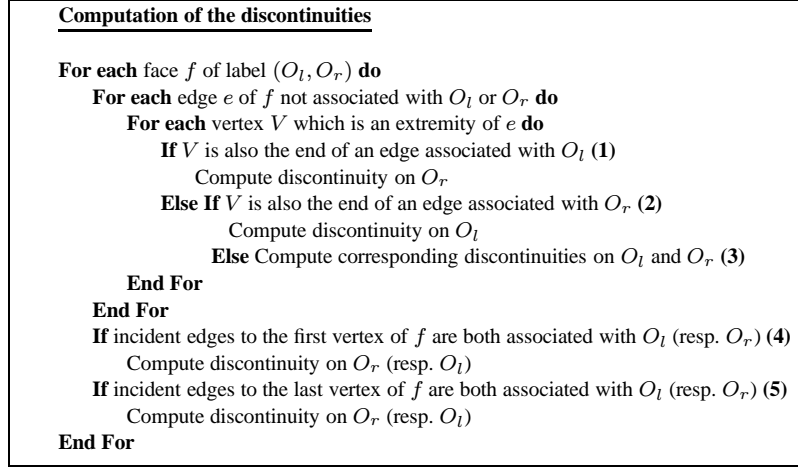 Computation of the discontinuities
For each face f of label (O_l, O_r) do
For each edge e of f not associated with O_l or O_r do
For each vertex V which is an extremity of e do
If V is also the end of an edge associated with O_l (1)
Compute discontinuity on O_r
Else If V is also the end of an edge associated with O_r (2)
Compute discontinuity on O_l
Else Compute corresponding discontinuities on O_l and O_r (3)
End For
End For
If incident edges to the first vertex of f are both associated with O_l (resp. O_r) (4)
Compute discontinuity on O_r (resp. O_l)
If incident edges to the last vertex of f are both associated with O_l (resp. O_r) (5)
Compute discontinuity on O_r (resp. O_l)
End For